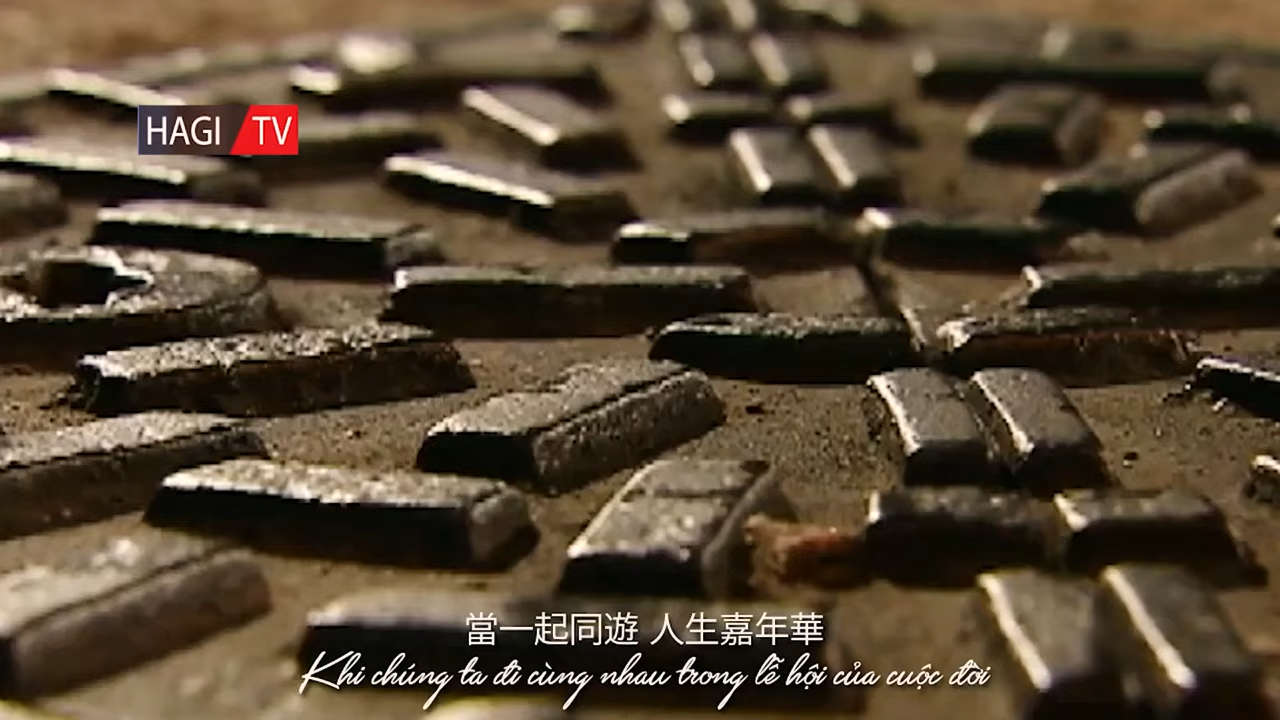 HAGI TV
當一起同遊 人生嘉年華
Khi chúng ta đi cùng nhau trong lễ hội của cuộc đời